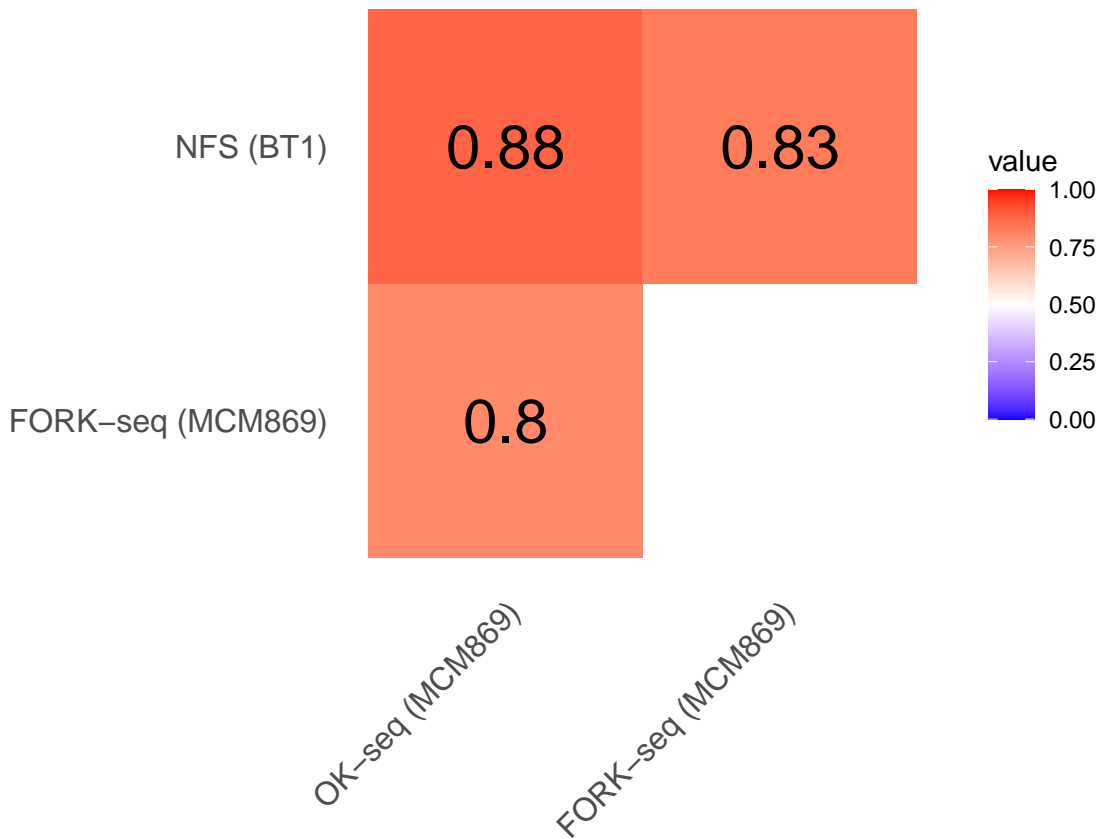 NFS (BT1)
0.88
0.83
FORK−seq (MCM869)
0.8
OK−seq (MCM869)
FORK−seq (MCM869)
value
1.00
0.75
0.50
0.25
0.00